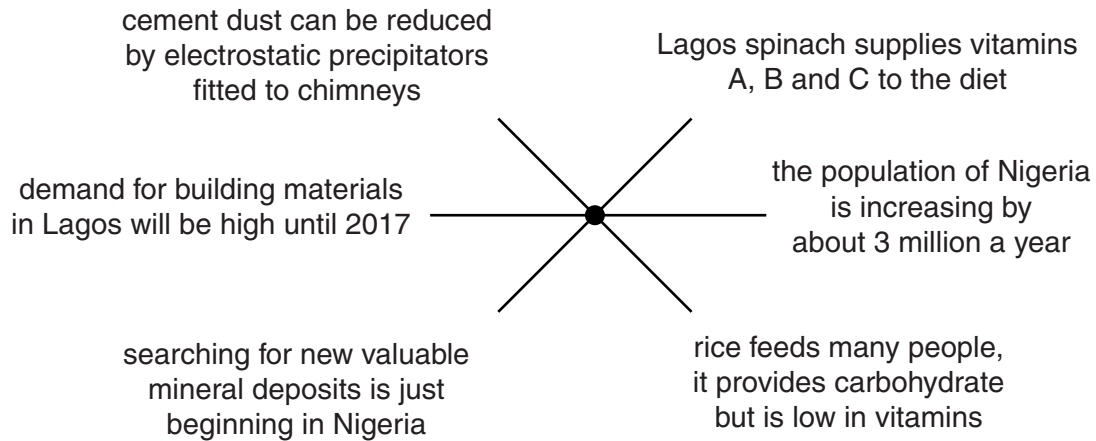 cement dust can be reduced
by electrostatic precipitators
fitted to chimneys
Lagos spinach supplies vitamins
A, B and C to the diet
demand for building materials
in Lagos will be high until 2017
the population of Nigeria
is increasing by
about 3 million a year
searching for new valuable
mineral deposits is just
beginning in Nigeria
rice feeds many people,
it provides carbohydrate
but is low in vitamins